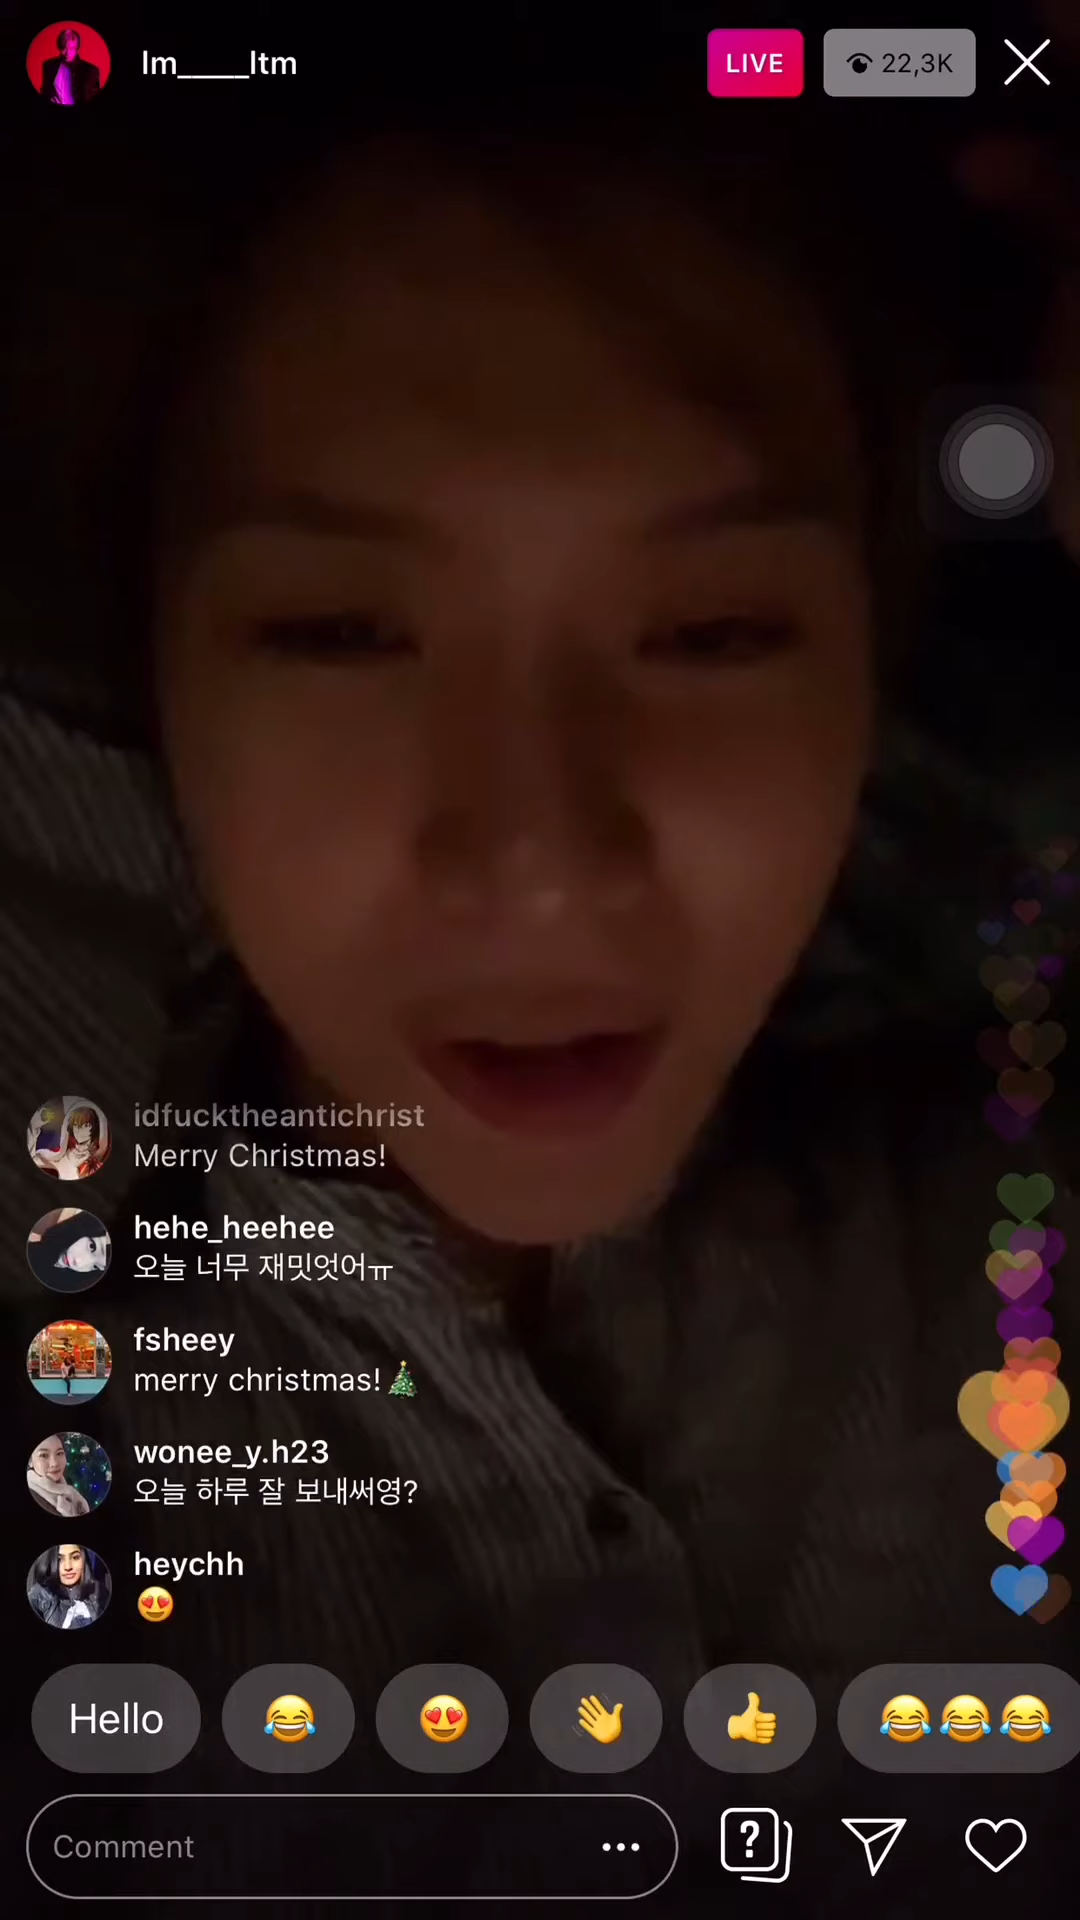 lm_____ltm
LIVE
22,3K
idfucktheantichrist
Merry Christmas!
hehe_heehee
오늘 너무 재밋엇어ㅠ
fsheey
merry christmas!🎄
wonee_y.h23
오늘 하루 잘 보내써영?
heychh
😍
Hello 😂 😍 👋 👍 😂😂😂
Comment